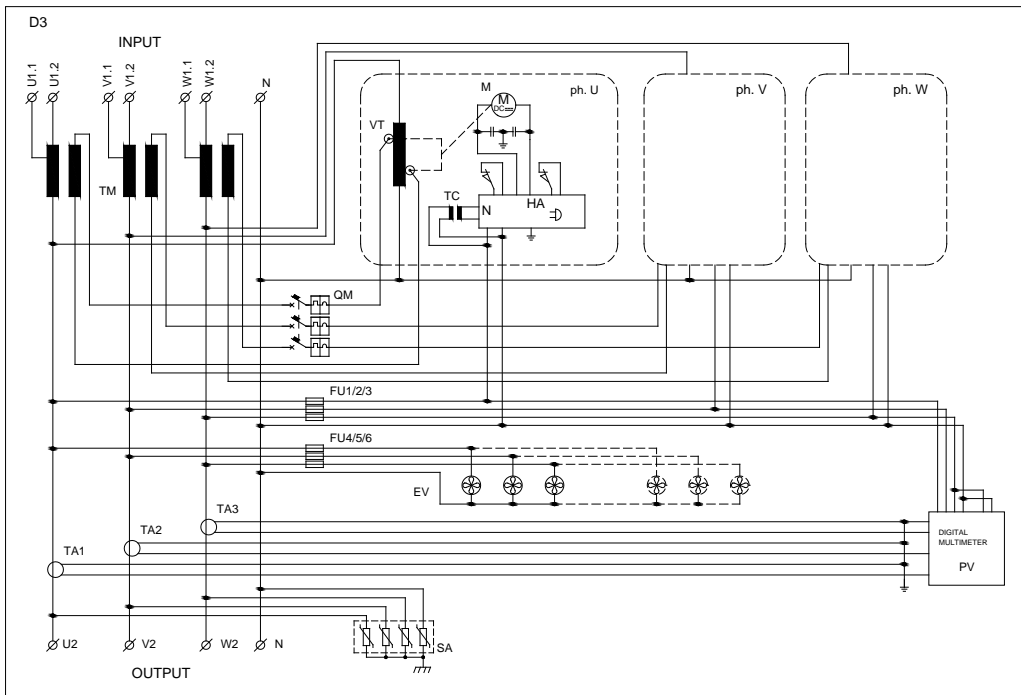 D3
INPUT
U1.1
U1.2
V1.1
V1.2
W1.1
W1.2
N
ph. U
ph. V
ph. W
M
M
DC
VT
TM
TC
N
HA
QM
FU1/2/3
FU4/5/6
EV
TA3
TA2
TA1
DIGITAL
MULTIMETER
PV
U2
V2
W2
N
SA
OUTPUT